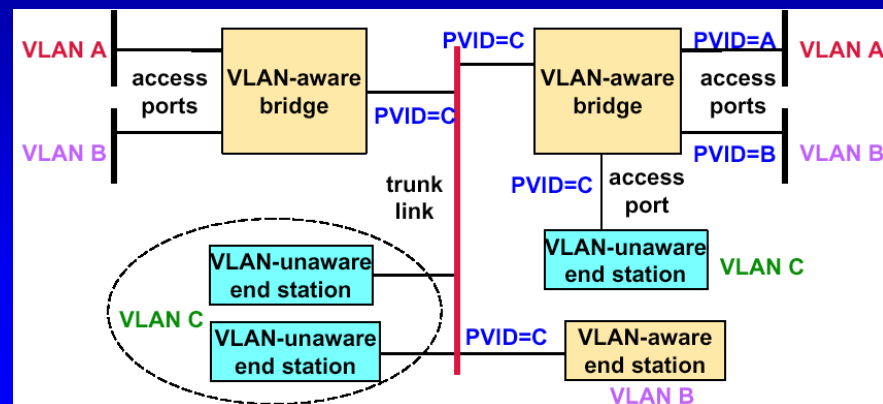 VLAN A
access
ports
VLAN B
VLAN-aware
bridge
PVID=C
PVID=C
VLAN-aware
bridge
PVID=A
access
ports
PVID=B
VLAN A
VLAN B
trunk
link
PVID=C
access
port
VLAN-unaware
end station
VLAN C
VLAN-unaware
end station
VLAN C
VLAN-unaware
end station
PVID=C
VLAN-aware
end station
VLAN B